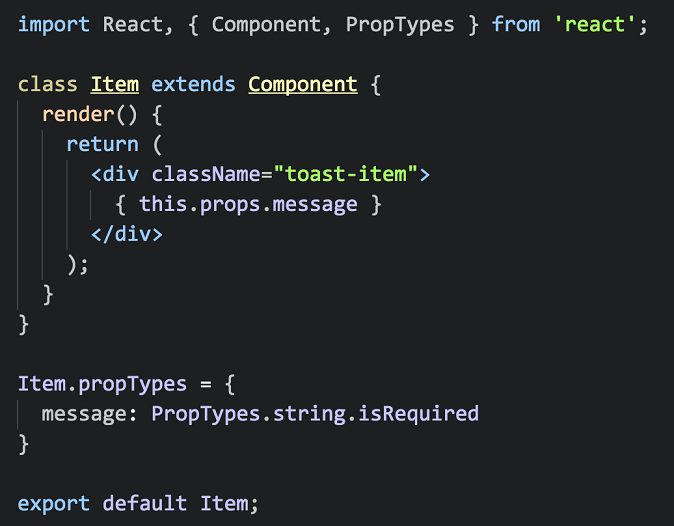 import React, { Component, PropTypes } from 'react';
class Item extends Component {
render() {
return (
<div className="toast-item">
{ this.props.message }
</div>
);
}
}
Item.propTypes = {
message: PropTypes.string.isRequired
}
export default Item;